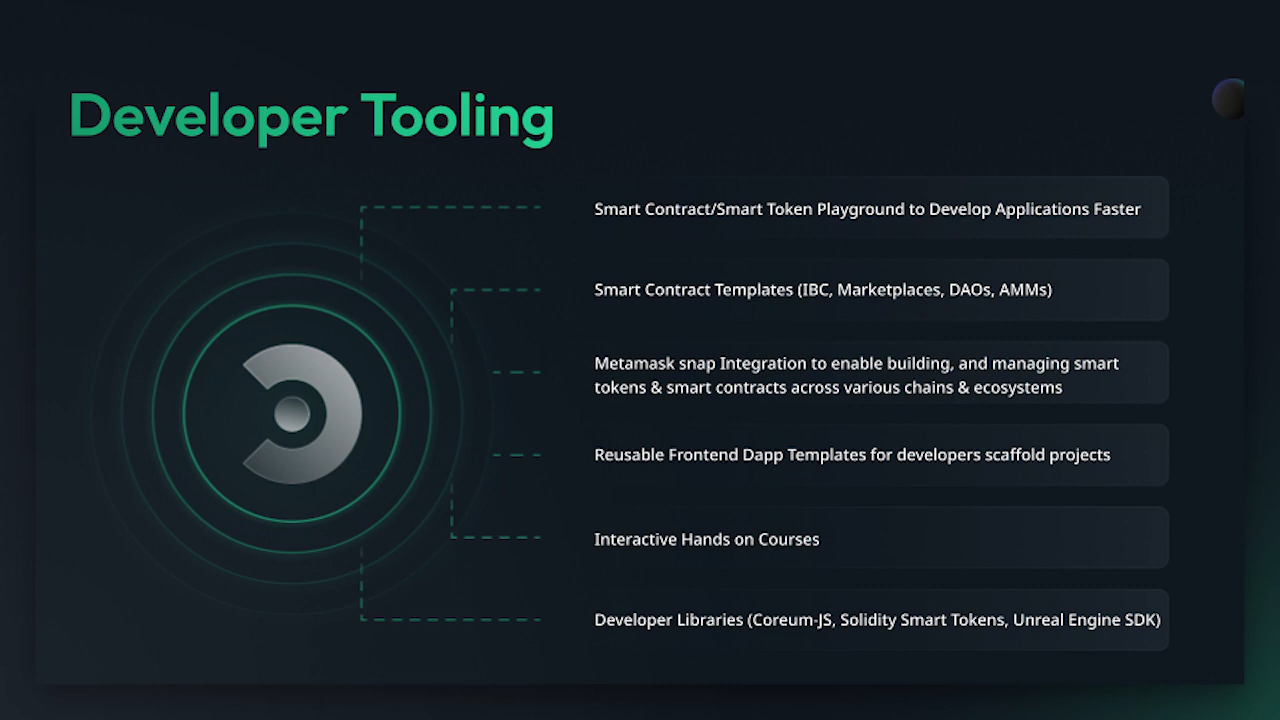 Developer Tooling
Smart Contract/Smart Token Playground to Develop Applications Faster
Smart Contract Templates (IBC, Marketplaces, DAOs, AMMs)
Metamask snap Integration to enable building, and managing smart
tokens & smart contracts across various chains & ecosystems
Reusable Frontend Dapp Templates for developers scaffold projects
Interactive Hands on Courses
Developer Libraries (Coreum-JS, Solidity Smart Tokens, Unreal Engine SDK)